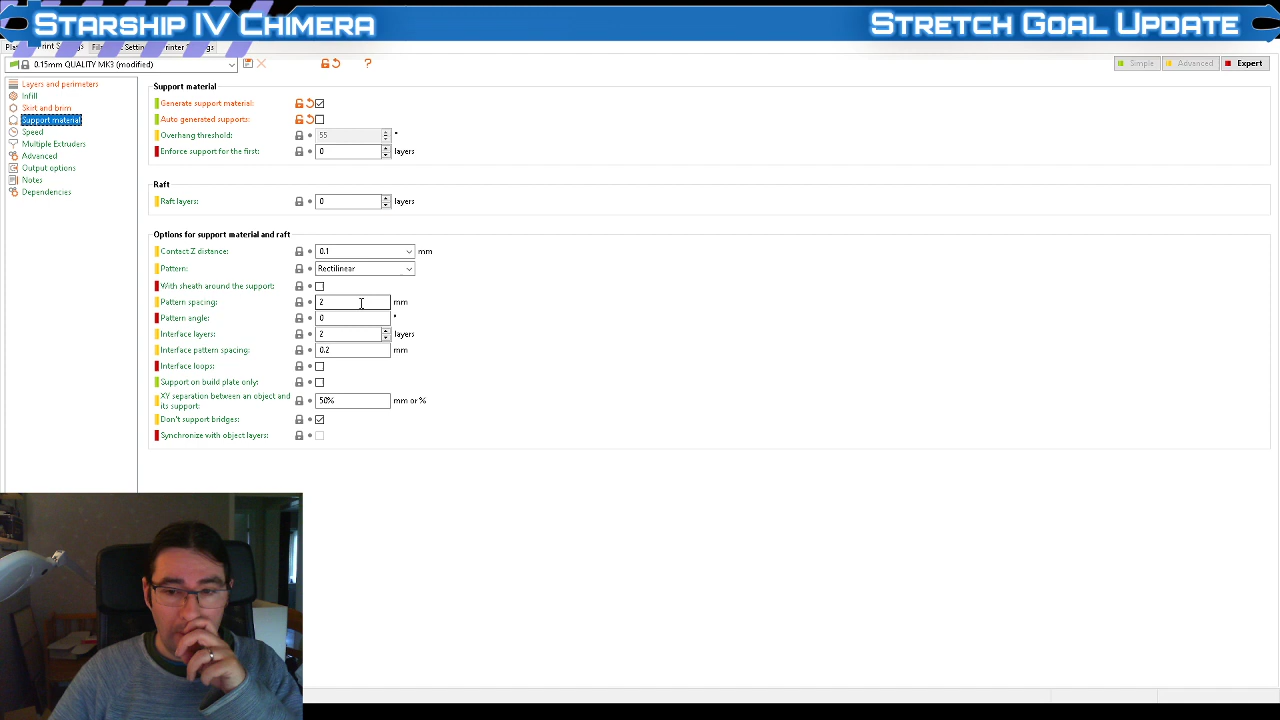 Starship IV Chimera
Stretch Goal Update
0.15mm QUALITY MK3 (modified)
?
Simple
Advanced
Expert
Layers and perimeters
Infill
Skirt and brim
Support material
Speed
Multiple Extruders
Advanced
Output options
Notes
Dependencies
Support material
Generate support material:
Auto generated supports:
Overhang threshold: 55 °
Enforce support for the first: 0 layers
Raft
Raft layers: 0 layers
Options for support material and raft
Contact Z distance: 0.1 mm
Pattern: Rectilinear
With sheath around the support:
Pattern spacing: 2 mm
Pattern angle: 0 °
Interface layers: 2 layers
Interface pattern spacing: 0.2 mm
Interface loops:
Support on build plate only:
XY separation between an object and
its support: 50% mm or %
Don't support bridges:
Synchronize with object layers: